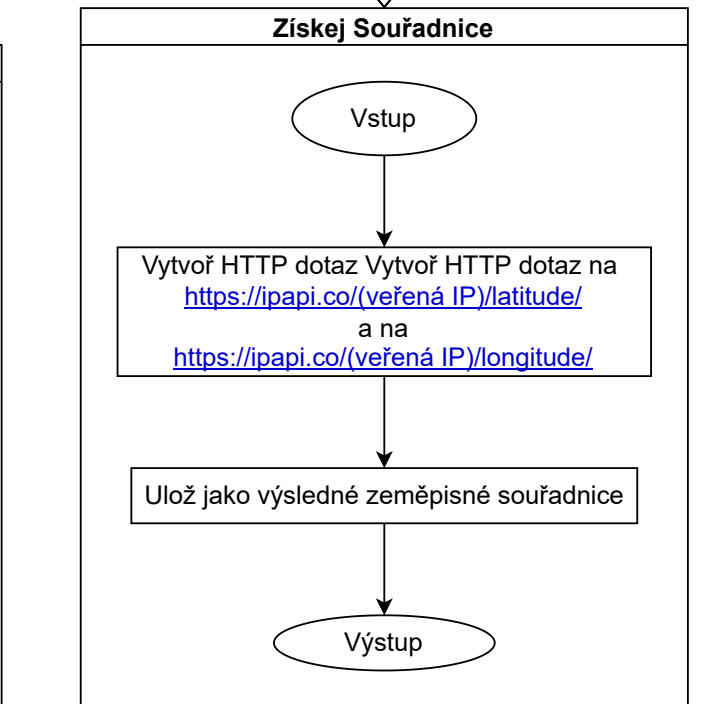 Získej Souřadnice
Vstup
Vytvoř HTTP dotaz Vytvoř HTTP dotaz na
https://ipapi.co/(veřená IP)/latitude/
a na
https://ipapi.co/(veřená IP)/longitude/
Ulož jako výsledné zeměpisné souřadnice
Výstup